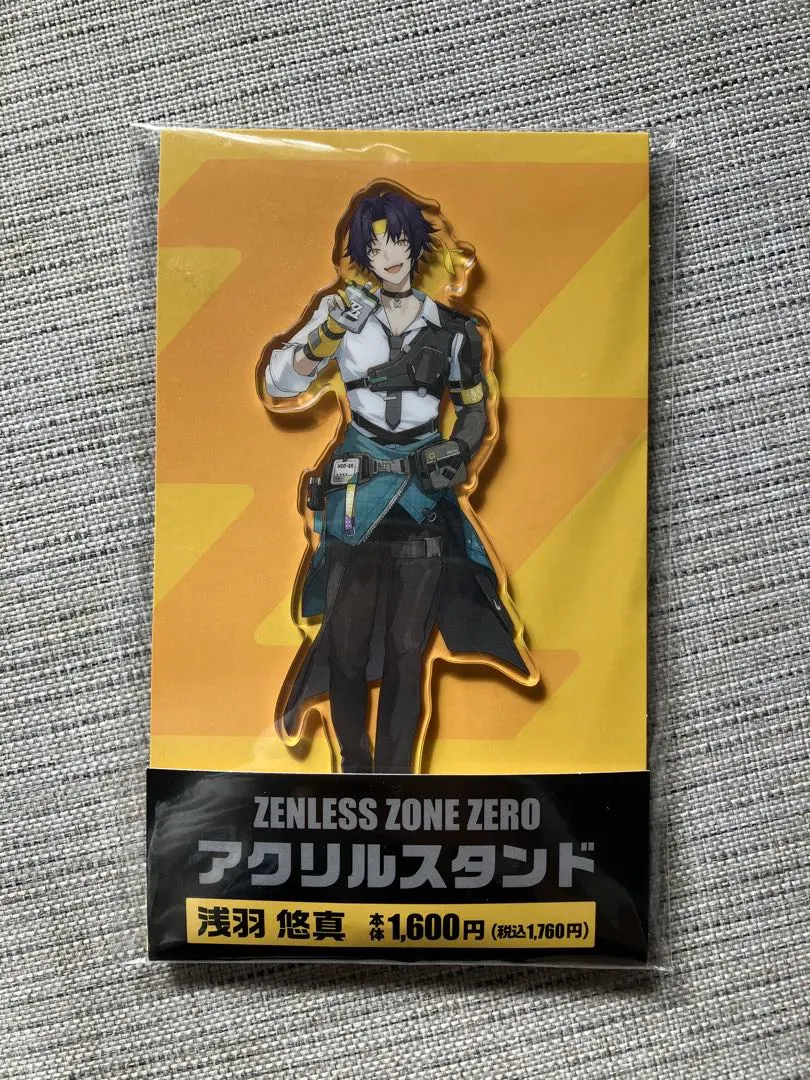 ZENLESS ZONE ZERO
アクリルスタンド
浅羽 悠真 本体1,600円(税込1,760円)